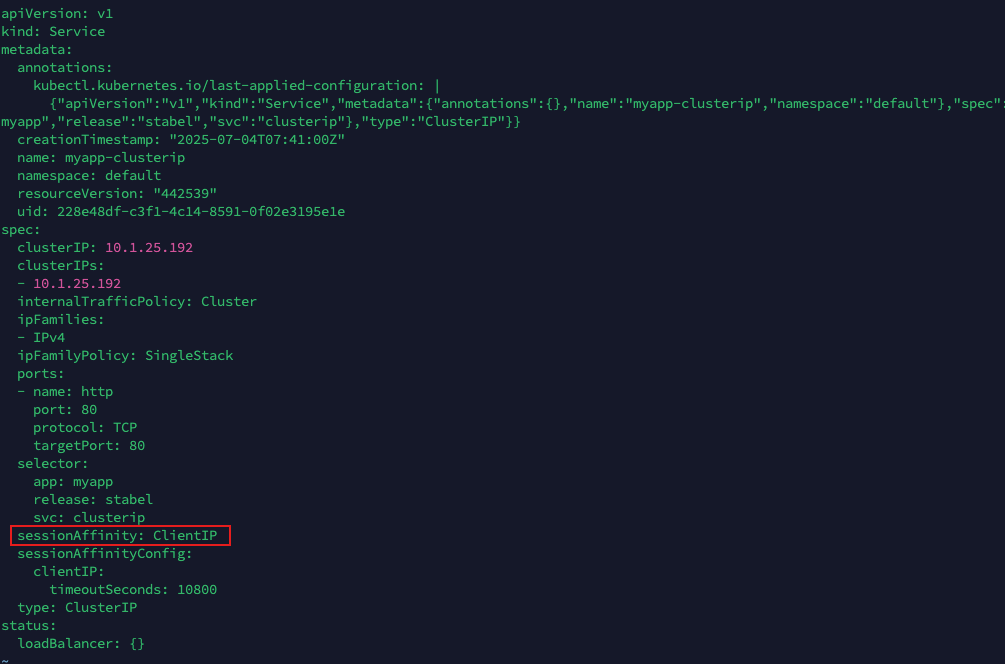 apiVersion: v1
kind: Service
metadata:
  annotations:
    kubectl.kubernetes.io/last-applied-configuration: |
      {"apiVersion":"v1","kind":"Service","metadata":{"annotations":{},"name":"myapp-clusterip","namespace":"default"},"spec":
myapp","release":"stabel","svc":"clusterip"},"type":"ClusterIP"}}
  creationTimestamp: "2025-07-04T07:41:00Z"
  name: myapp-clusterip
  namespace: default
  resourceVersion: "442539"
  uid: 228e48df-c3f1-4c14-8591-0f02e3195e1e
spec:
  clusterIP: 10.1.25.192
  clusterIPs:
  - 10.1.25.192
  internalTrafficPolicy: Cluster
  ipFamilies:
  - IPv4
  ipFamilyPolicy: SingleStack
  ports:
  - name: http
    port: 80
    protocol: TCP
    targetPort: 80
  selector:
    app: myapp
    release: stabel
    svc: clusterip
  sessionAffinity: ClientIP
  sessionAffinityConfig:
    clientIP:
      timeoutSeconds: 10800
  type: ClusterIP
status:
  loadBalancer: {}
~